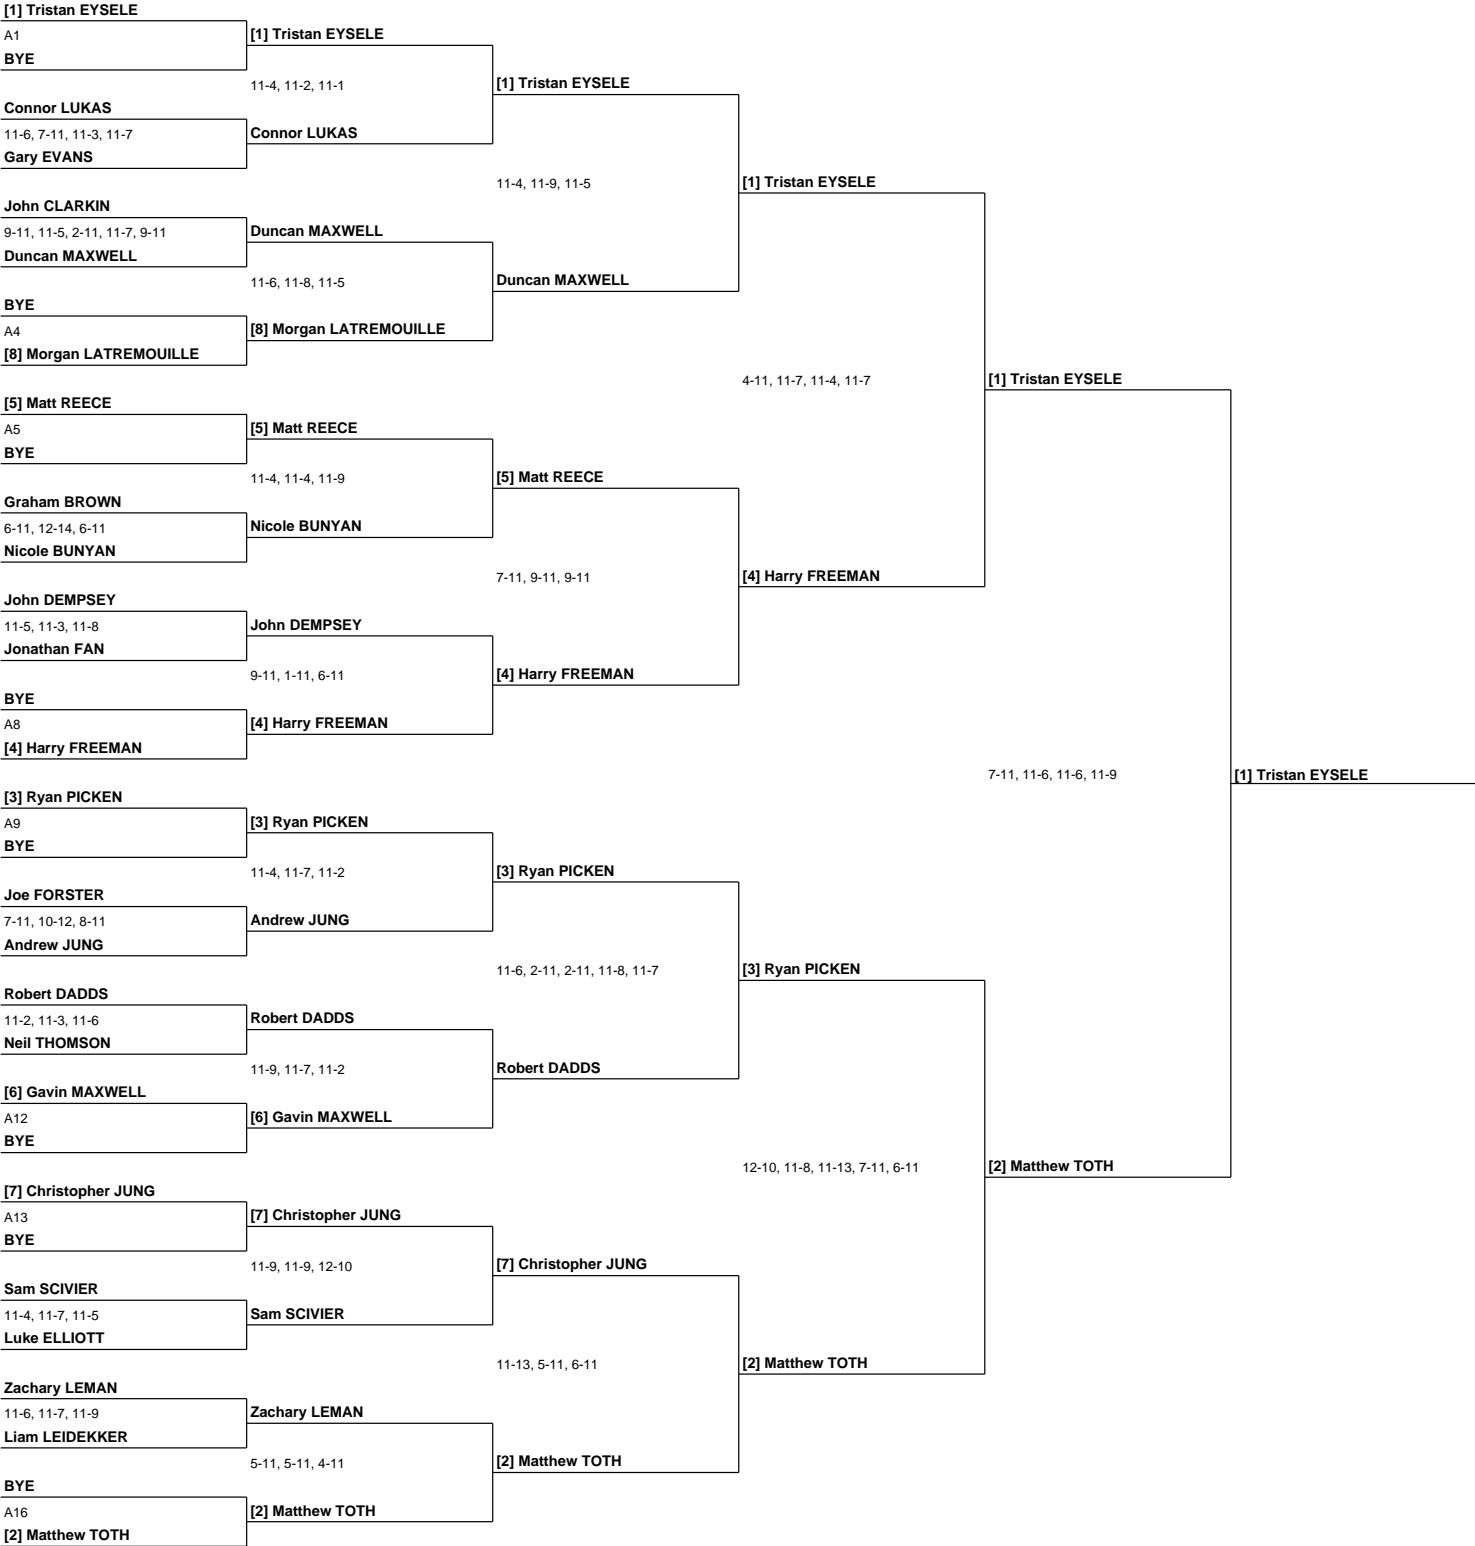 [1] Tristan EYSELE
A1
BYE
Connor LUKAS
11-6, 7-11, 11-3, 11-7
Gary EVANS
John CLARKIN
9-11, 11-5, 2-11, 11-7, 9-11
Duncan MAXWELL
BYE
A4
[8] Morgan LATREMOUILLE
[5] Matt REECE
A5
BYE
Graham BROWN
6-11, 12-14, 6-11
Nicole BUNYAN
John DEMPSEY
11-5, 11-3, 11-8
Jonathan FAN
BYE
A8
[4] Harry FREEMAN
[3] Ryan PICKEN
A9
BYE
Joe FORSTER
7-11, 10-12, 8-11
Andrew JUNG
Robert DADDS
11-2, 11-3, 11-6
Neil THOMSON
[6] Gavin MAXWELL
A12
BYE
[7] Christopher JUNG
A13
BYE
Sam SCIVIER
11-4, 11-7, 11-5
Luke ELLIOTT
Zachary LEMAN
11-6, 11-7, 11-9
Liam LEIDEKKER
BYE
A16
[2] Matthew TOTH
[1] Tristan EYSELE
11-4, 11-2, 11-1
Connor LUKAS
Duncan MAXWELL
11-6, 11-8, 11-5
[8] Morgan LATREMOUILLE
[5] Matt REECE
11-4, 11-4, 11-9
Nicole BUNYAN
John DEMPSEY
9-11, 1-11, 6-11
[4] Harry FREEMAN
[3] Ryan PICKEN
11-4, 11-7, 11-2
Andrew JUNG
Robert DADDS
11-9, 11-7, 11-2
[6] Gavin MAXWELL
[7] Christopher JUNG
11-9, 11-9, 12-10
Sam SCIVIER
Zachary LEMAN
5-11, 5-11, 4-11
[2] Matthew TOTH
[1] Tristan EYSELE
11-4, 11-9, 11-5
Duncan MAXWELL
[5] Matt REECE
7-11, 9-11, 9-11
[4] Harry FREEMAN
[3] Ryan PICKEN
11-6, 2-11, 2-11, 11-8, 11-7
Robert DADDS
[7] Christopher JUNG
11-13, 5-11, 6-11
[2] Matthew TOTH
[1] Tristan EYSELE
4-11, 11-7, 11-4, 11-7
[4] Harry FREEMAN
[3] Ryan PICKEN
12-10, 11-8, 11-13, 7-11, 6-11
[2] Matthew TOTH
[1] Tristan EYSELE
7-11, 11-6, 11-6, 11-9
[2] Matthew TOTH
[1] Tristan EYSELE